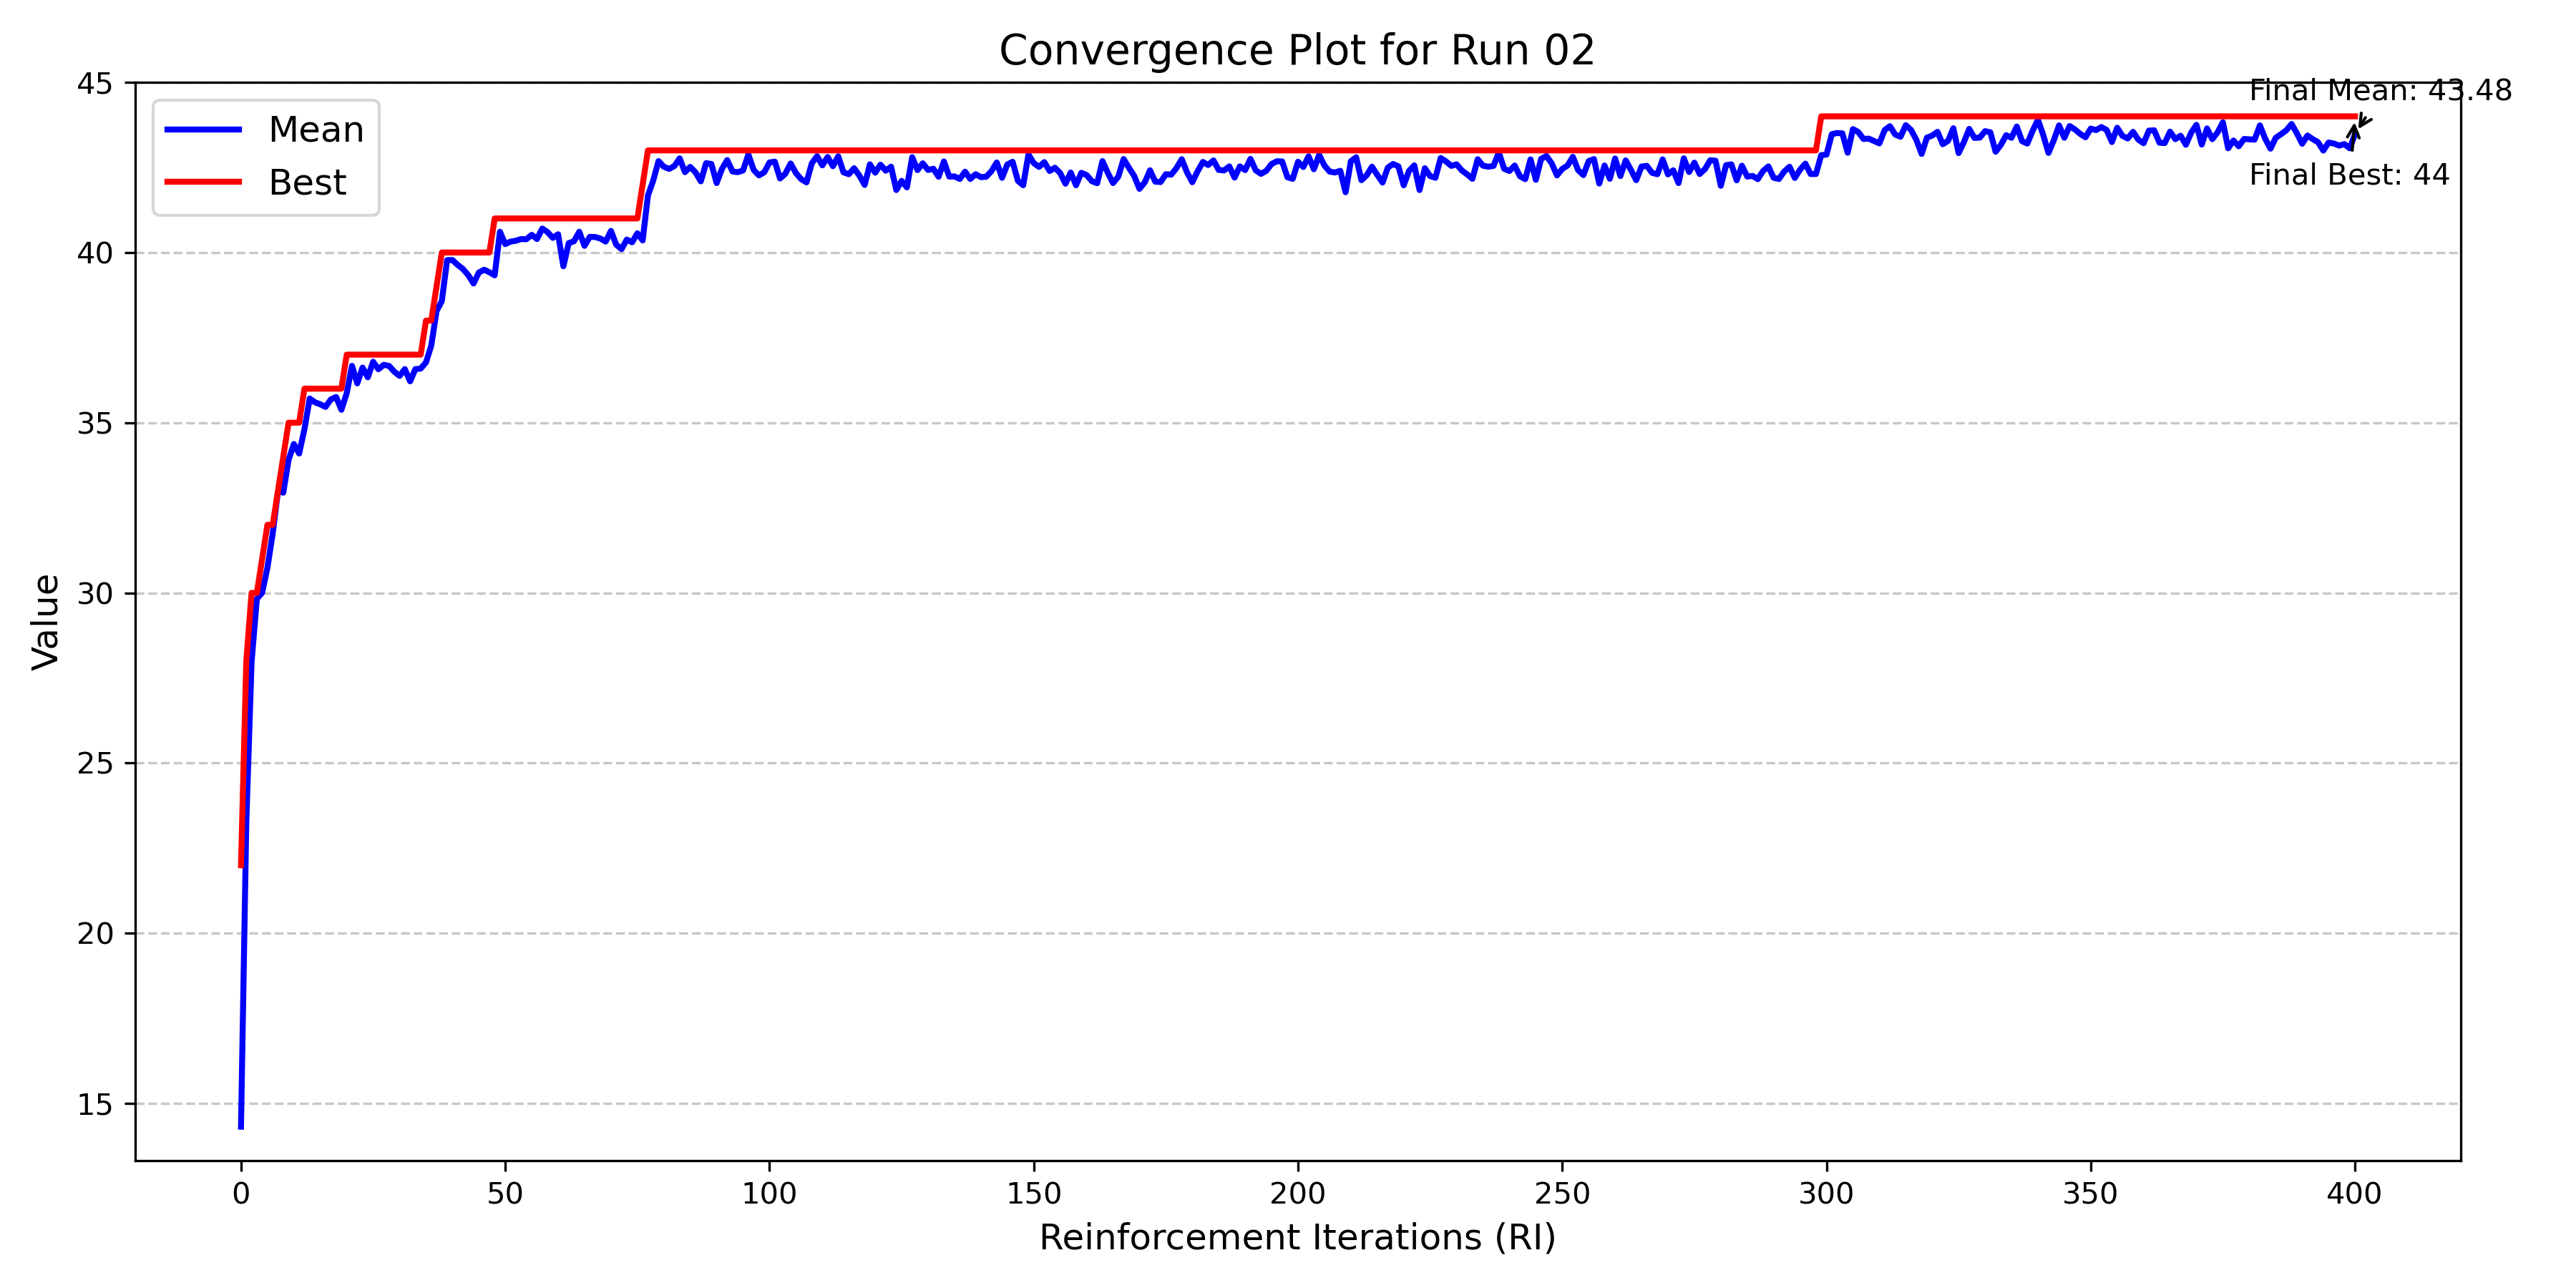 Convergence Plot for Run 02
Mean
Best
Final Mean: 43.48
Final Best: 44
Value
45
40
35
30
25
20
15
0 50 100 150 200 250 300 350 400
Reinforcement Iterations (RI)